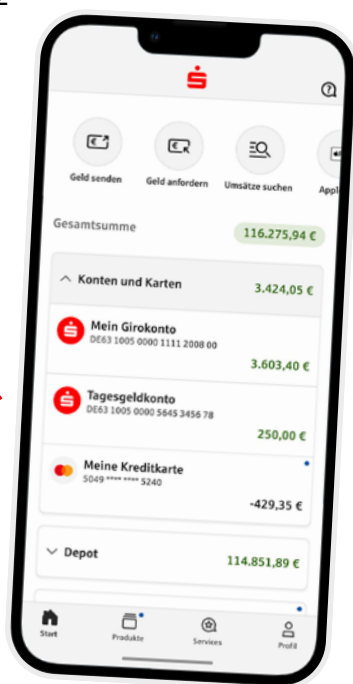 Geld senden
Geld anfordern
Umsätze suchen
Gesamtsumme
116.275,94 €
Konten und Karten
3.424,05 €
Mein Girokonto
DE63 1005 0000 1111 2008 00
3.603,40 €
Tagesgeldkonto
DE63 1005 0000 5645 3456 78
250,00 €
Meine Kreditkarte
5049 **** **** 5240
-429,35 €
Depot
114.851,89 €
Start
Produkte
Services
Profil